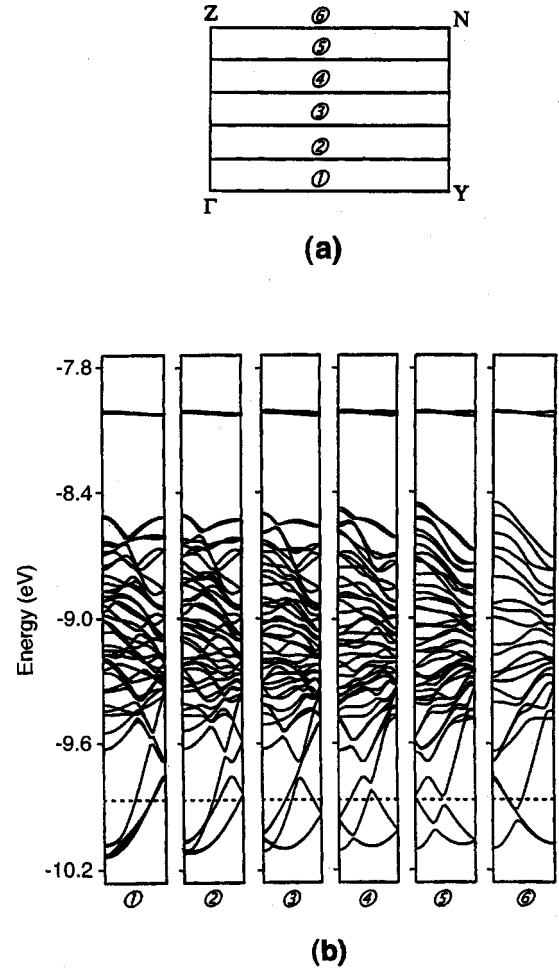 Z ⑥ N
⑤
④
③
②
①
Γ Y
(a)
-7.8
-8.4
-9.0
-9.6
-10.2
Energy (eV)
① ② ③ ④ ⑤ ⑥
(b)